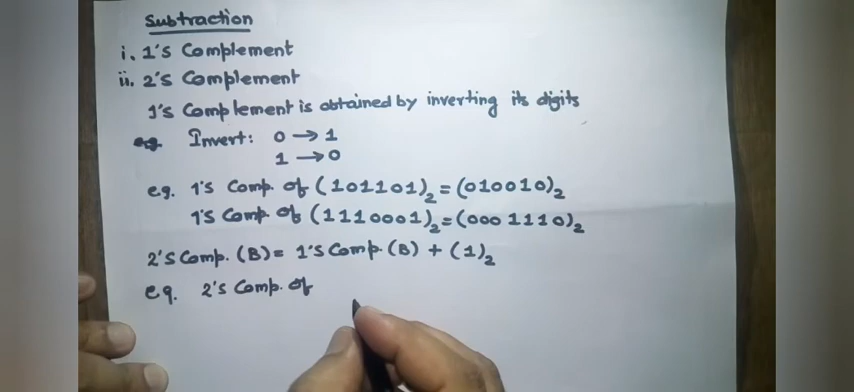 Subtraction
i. 1's Complement
ii. 2's Complement
1's Complement is obtained by inverting its digits
Invert: 0 → 1
1 → 0
e.g. 1's Comp. of (101101)₂ = (010010)₂
1's Comp. of (1110001)₂ = (0001110)₂
2's Comp. (B) = 1's Comp. (B) + (1)₂
e.g. 2's Comp. of